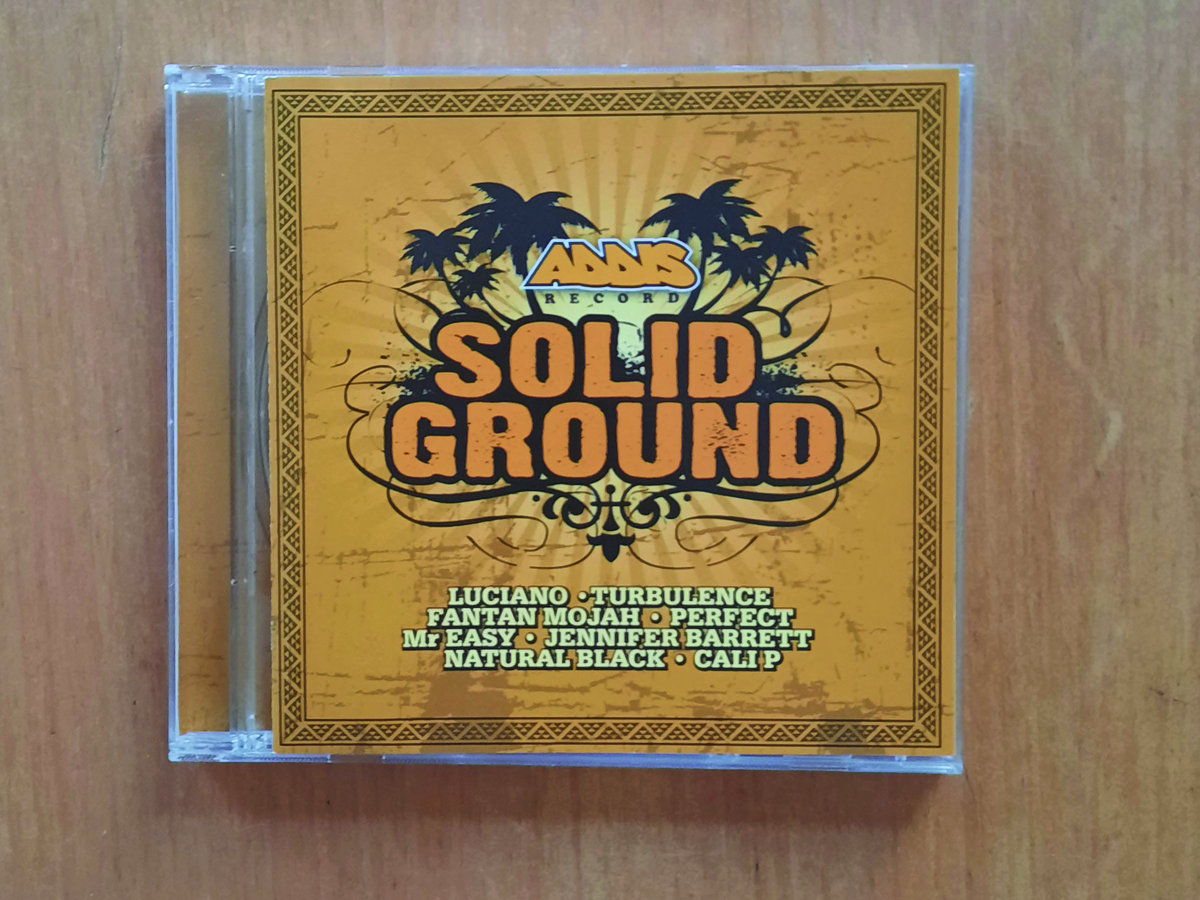 ADDIS
RECORD
SOLID
GROUND
LUCIANO • TURBULENCE
FANTAN MOJAH • PERFECT
Mr EASY • JENNIFER BARRETT
NATURAL BLACK • CALI P